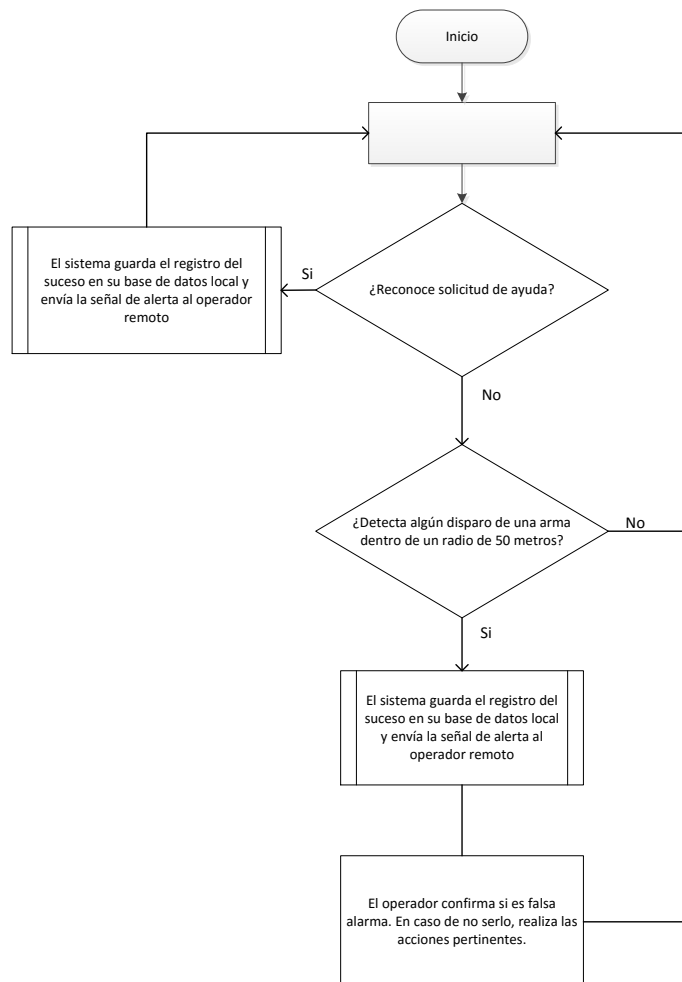 Inicio
El sistema guarda el registro del
suceso en su base de datos local y
envía la señal de alerta al operador
remoto
Si
¿Reconoce solicitud de ayuda?
No
¿Detecta algún disparo de una arma
dentro de un radio de 50 metros?
No
Si
El sistema guarda el registro del
suceso en su base de datos local
y envía la señal de alerta al
operador remoto
El operador confirma si es falsa
alarma. En caso de no serlo, realiza las
acciones pertinentes.